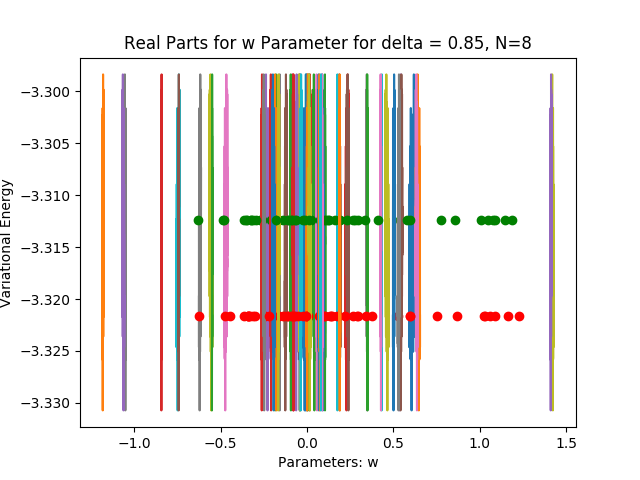 Real Parts for w Parameter for delta = 0.85, N=8
Variational Energy
−3.300
−3.305
−3.310
−3.315
−3.320
−3.325
−3.330
−1.0 −0.5 0.0 0.5 1.0 1.5
Parameters: w